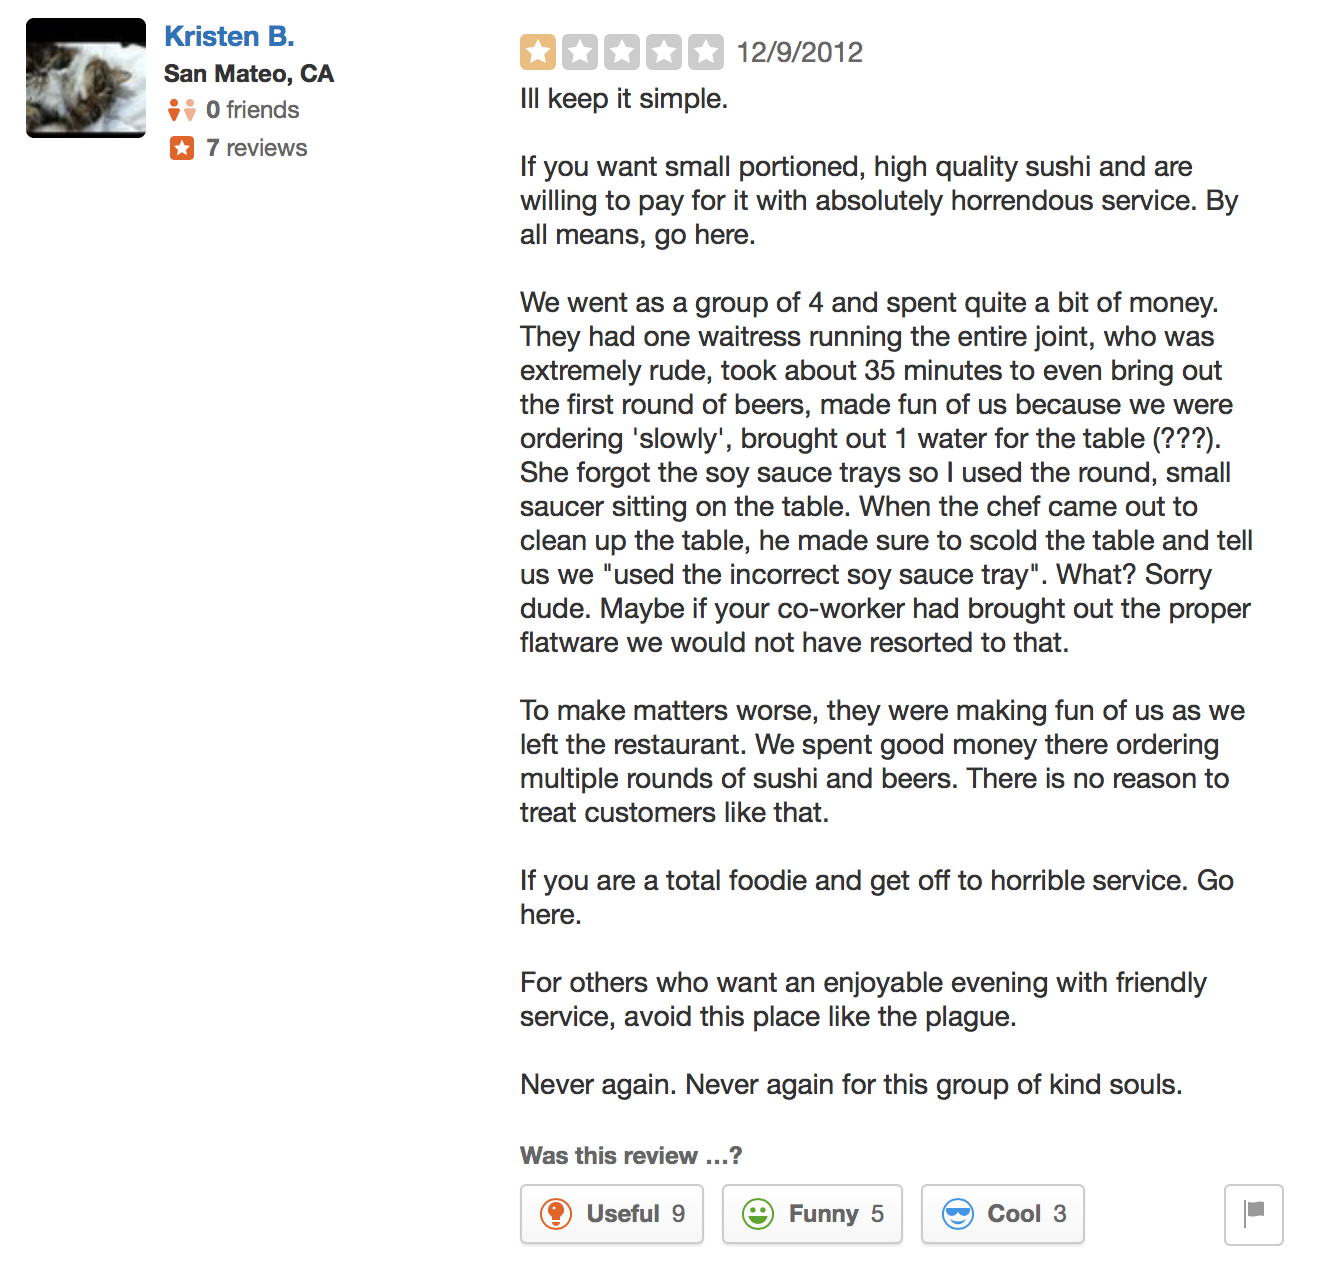 Kristen B.
San Mateo, CA
0 friends
7 reviews
12/9/2012
Ill keep it simple.
If you want small portioned, high quality sushi and are
willing to pay for it with absolutely horrendous service. By
all means, go here.
We went as a group of 4 and spent quite a bit of money.
They had one waitress running the entire joint, who was
extremely rude, took about 35 minutes to even bring out
the first round of beers, made fun of us because we were
ordering 'slowly', brought out 1 water for the table (???).
She forgot the soy sauce trays so I used the round, small
saucer sitting on the table. When the chef came out to
clean up the table, he made sure to scold the table and tell
us we "used the incorrect soy sauce tray". What? Sorry
dude. Maybe if your co-worker had brought out the proper
flatware we would not have resorted to that.
To make matters worse, they were making fun of us as we
left the restaurant. We spent good money there ordering
multiple rounds of sushi and beers. There is no reason to
treat customers like that.
If you are a total foodie and get off to horrible service. Go
here.
For others who want an enjoyable evening with friendly
service, avoid this place like the plague.
Never again. Never again for this group of kind souls.
Was this review ...?
Useful 9
Funny 5
Cool 3